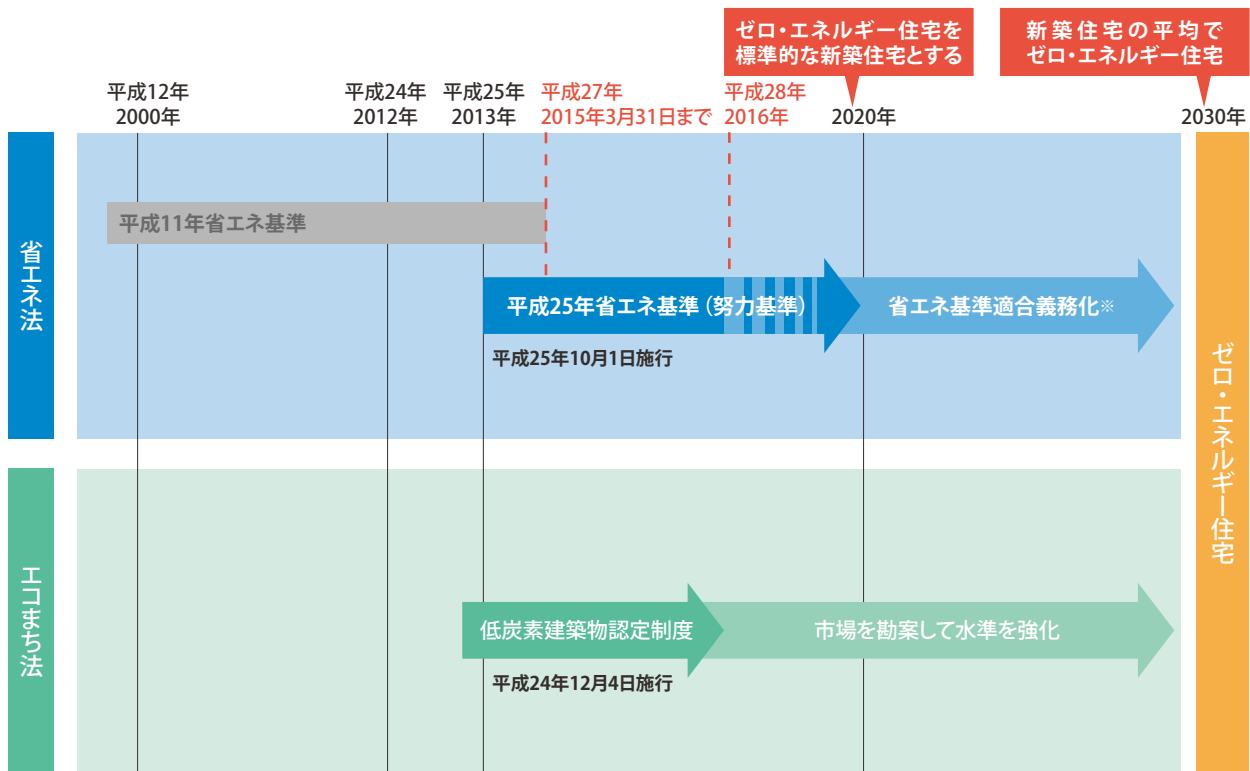 ゼロ・エネルギー住宅を
標準的な新築住宅とする
新築住宅の平均で
ゼロ・エネルギー住宅
平成12年
2000年
平成24年
2012年
平成25年
2013年
平成27年
2015年3月31日まで
平成28年
2016年
2020年
2030年
省エネ法
平成11年省エネ基準
平成25年省エネ基準（努力基準）
省エネ基準適合義務化※
平成25年10月1日施行
ゼロ・エネルギー住宅
エコまち法
低炭素建築物認定制度
市場を勘案して水準を強化
平成24年12月4日施行